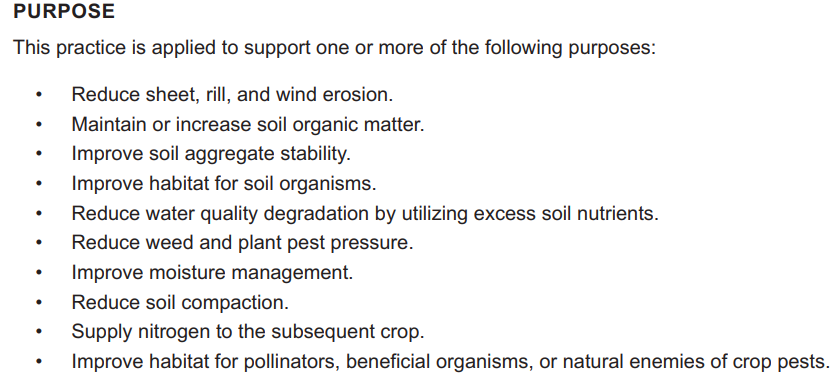 PURPOSE
This practice is applied to support one or more of the following purposes:
• Reduce sheet, rill, and wind erosion.
• Maintain or increase soil organic matter.
• Improve soil aggregate stability.
• Improve habitat for soil organisms.
• Reduce water quality degradation by utilizing excess soil nutrients.
• Reduce weed and plant pest pressure.
• Improve moisture management.
• Reduce soil compaction.
• Supply nitrogen to the subsequent crop.
• Improve habitat for pollinators, beneficial organisms, or natural enemies of crop pests.